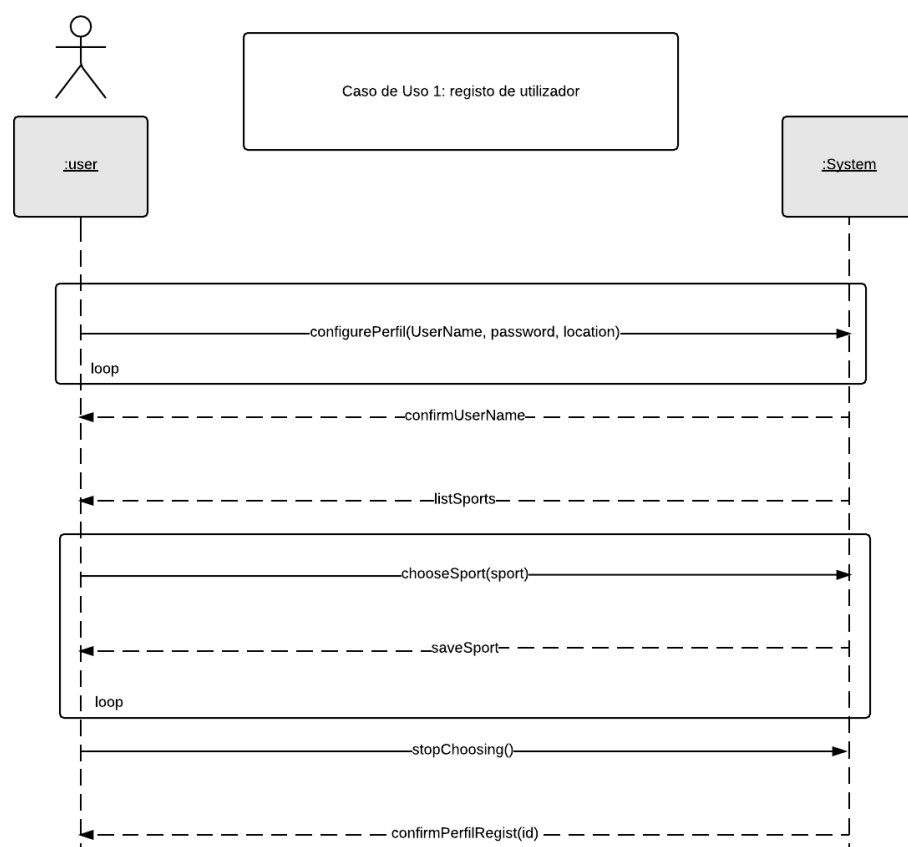 Caso de Uso 1: registo de utilizador
:user
:System
configurePerfil(UserName, password, location)
loop
confirmUserName
listSports
chooseSport(sport)
saveSport
loop
stopChoosing()
confirmPerfilRegist(id)